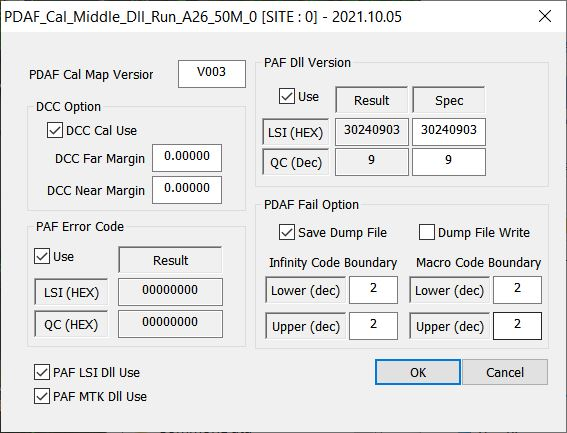 PDAF_Cal_Middle_Dll_Run_A26_50M_0 [SITE : 0] - 2021.10.05
PDAF Cal Map Version V003
DCC Option
DCC Cal Use
DCC Far Margin 0.00000
DCC Near Margin 0.00000
PAF Error Code
Use Result
LSI (HEX) 00000000
QC (HEX) 00000000
PAF LSI Dll Use
PAF MTK Dll Use
PAF Dll Version
Use Result Spec
LSI (HEX) 30240903 30240903
QC (Dec) 9 9
PDAF Fail Option
Save Dump File Dump File Write
Infinity Code Boundary Macro Code Boundary
Lower (dec) 2 Lower (dec) 2
Upper (dec) 2 Upper (dec) 2
OK Cancel